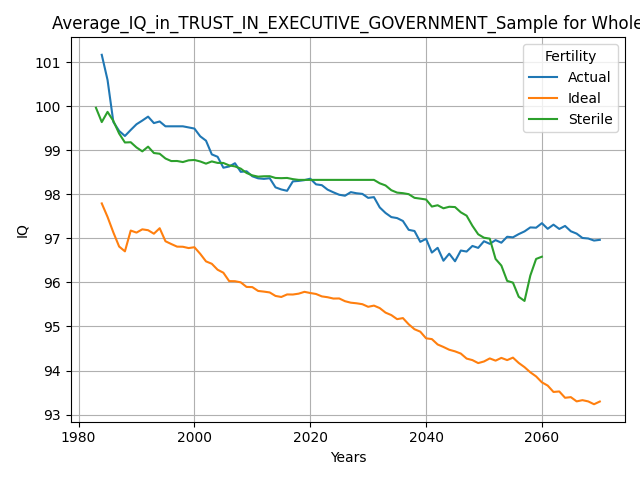 Average_IQ_in_TRUST_IN_EXECUTIVE_GOVERNMENT_Sample for Whole
Fertility
Actual
Ideal
Sterile
101
100
99
98
97
96
95
94
93
IQ
1980
2000
2020
2040
2060
Years